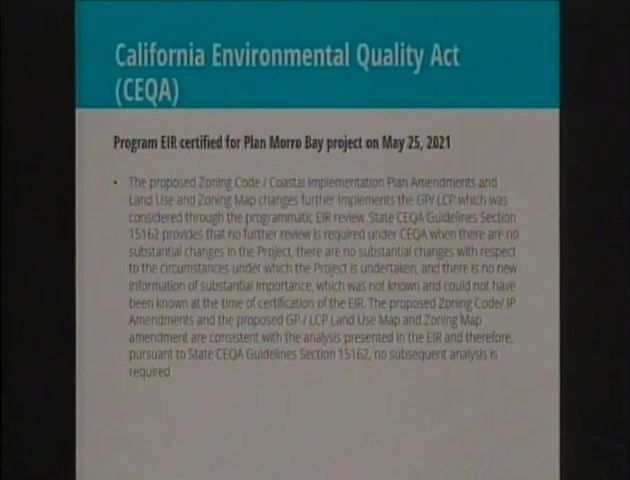 California Environmental Quality Act
(CEQA)
Program EIR certified for Plan Morro Bay project on May 25, 2021
• The proposed Zoning Code / Coastal Implementation Plan Amendments and
Land Use and Zoning Map changes further implements the GP/ LCP which was
considered through the programmatic EIR review. State CEQA Guidelines Section
15162 provides that no further review is required under CEQA when there are no
substantial changes in the Project, there are no substantial changes with respect
to the circumstances under which the Project is undertaken, and there is no new
information of substantial importance, which was not known and could not have
been known at the time of certification of the EIR. The proposed Zoning Code/ IP
Amendments and the proposed GP / LCP Land Use Map and Zoning Map
amendment are consistent with the analysis presented in the EIR and therefore,
pursuant to State CEQA Guidelines Section 15162, no subsequent analysis is
required